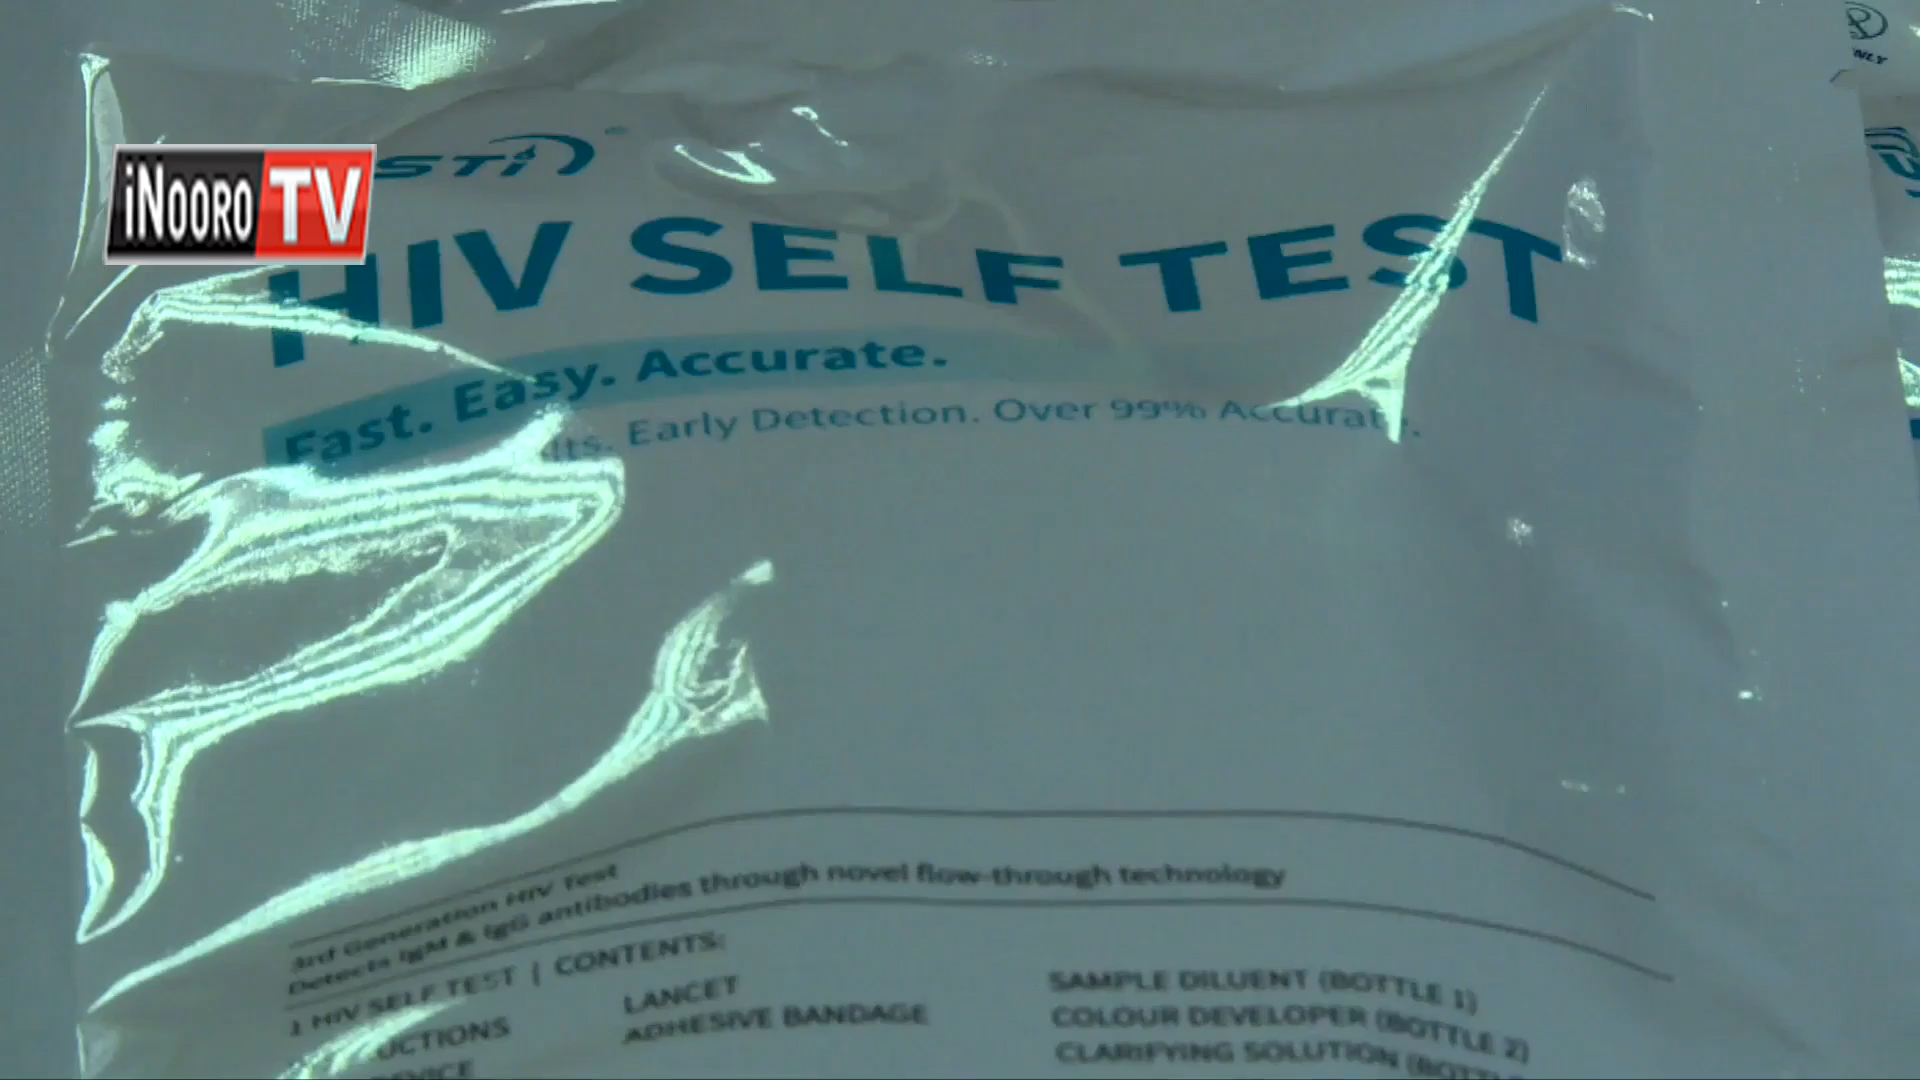 iNOORO TV
STi
HIV SELF TEST
Fast. Easy. Accurate.
Early Detection. Over 99% Accurate.
3rd Generation HIV Test
Detects IgM & IgG antibodies through novel flow-through technology
1 HIV SELF TEST | CONTENTS:
LANCET
ADHESIVE BANDAGE
SAMPLE DILUENT (BOTTLE 1)
COLOUR DEVELOPER (BOTTLE 2)
CLARIFYING SOLUTION